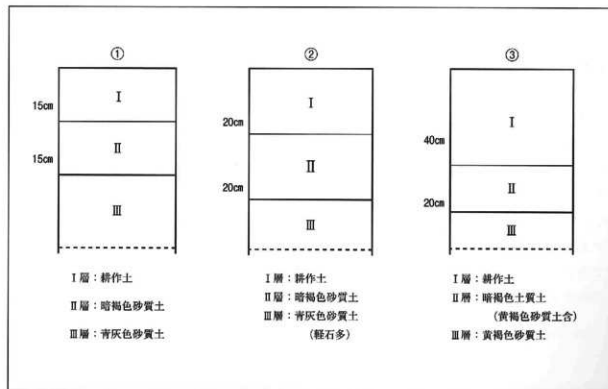 ①
15cm
15cm
Ⅰ
Ⅱ
Ⅲ
Ⅰ層：耕作土
Ⅱ層：暗褐色砂質土
Ⅲ層：青灰色砂質土
②
20cm
20cm
Ⅰ
Ⅱ
Ⅲ
Ⅰ層：耕作土
Ⅱ層：暗褐色砂質土
Ⅲ層：青灰色砂質土
(軽石多)
③
40cm
20cm
Ⅰ
Ⅱ
Ⅲ
Ⅰ層：耕作土
Ⅱ層：暗褐色土質土
(黄褐色砂質土含)
Ⅲ層：黄褐色砂質土